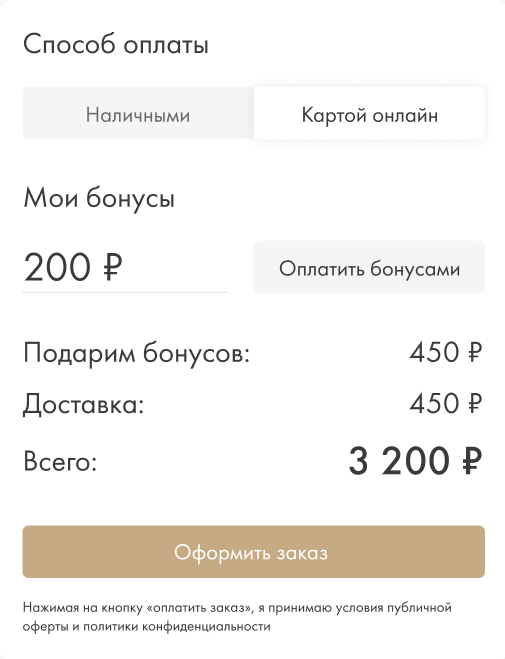 Способ оплаты
Наличными Картой онлайн
Мои бонусы
200 ₽ Оплатить бонусами
Подарим бонусов: 450 ₽
Доставка: 450 ₽
Всего: 3 200 ₽
Оформить заказ
Нажимая на кнопку «оплатить заказ», я принимаю условия публичной
оферты и политики конфиденциальности